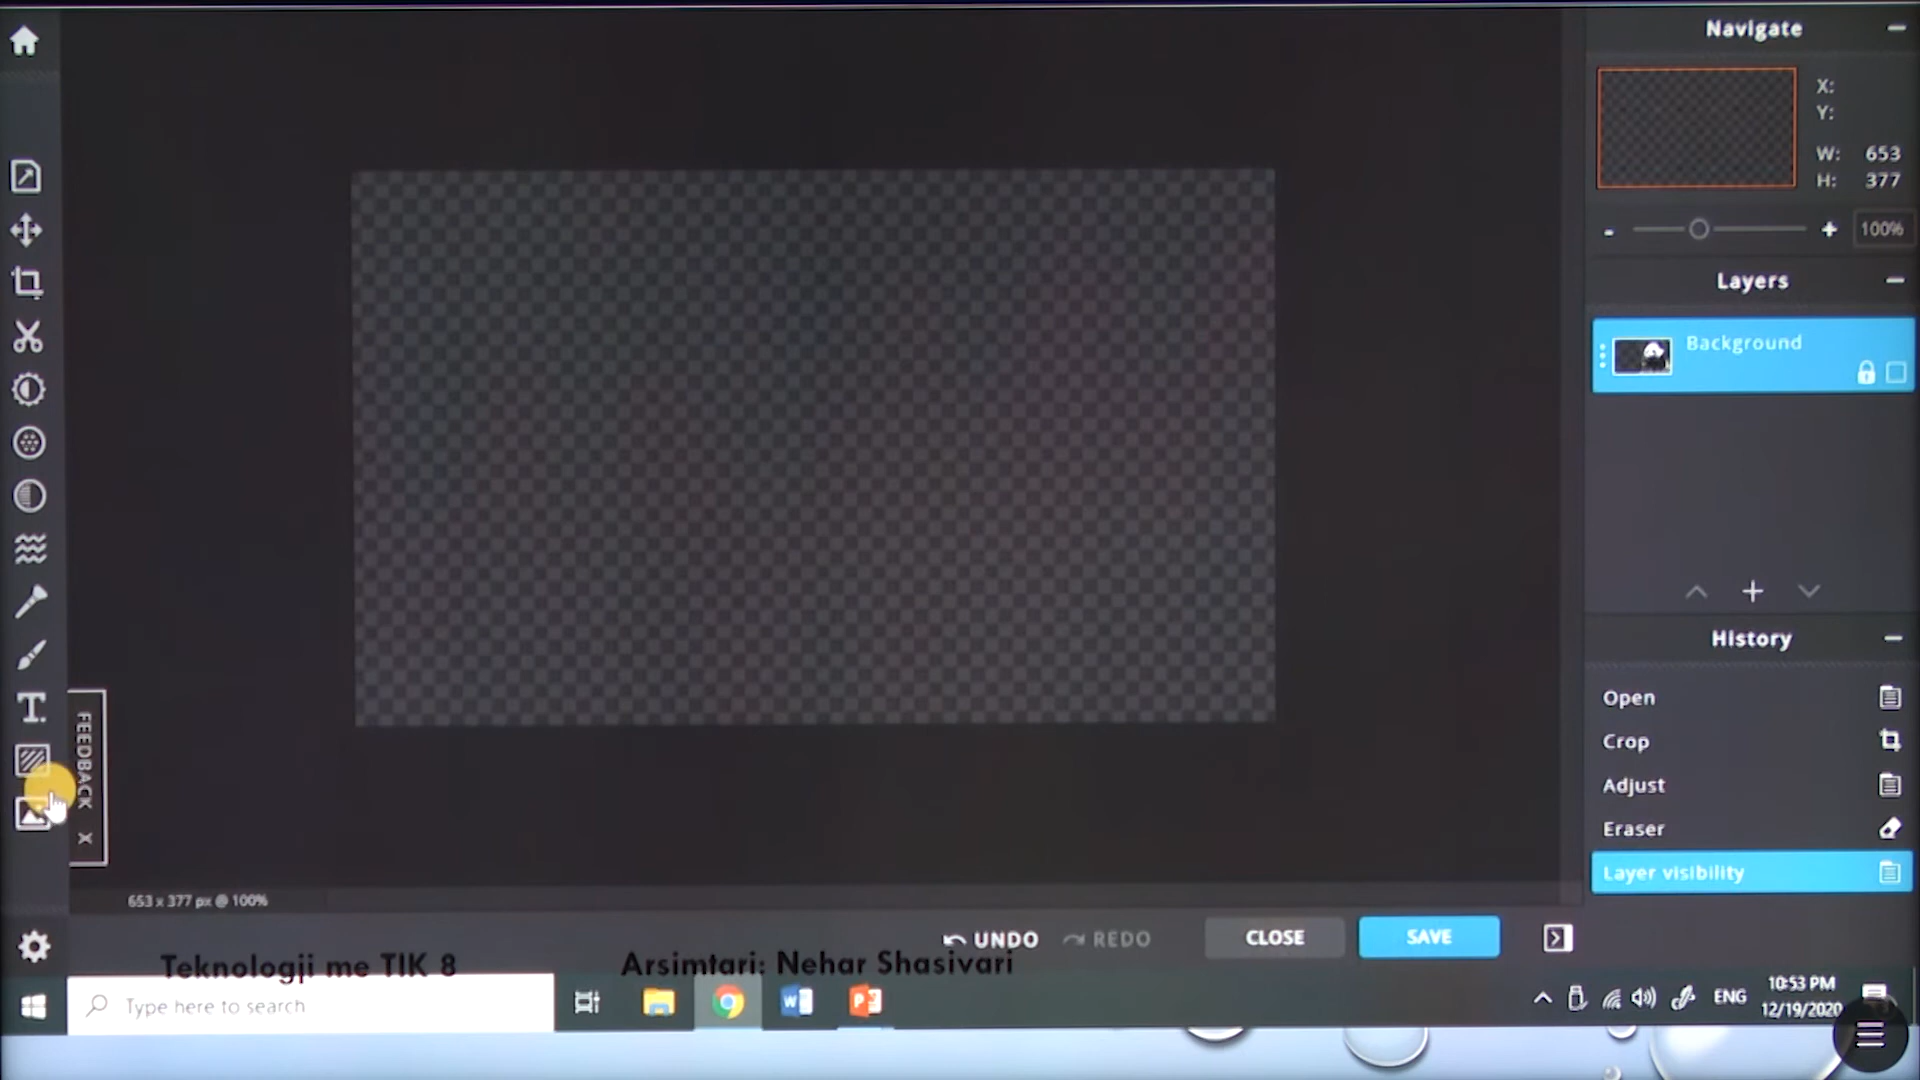 Navigate
X:
Y:
W: 653
H: 377
- + 100%
Layers
Background
History
Open
Crop
Adjust
Eraser
Layer visibility
FEEDBACK X
653 x 377 px @ 100%
UNDO REDO CLOSE SAVE
Teknologji me TIK 8 Arsimtari: Nehar Shasivari
Type here to search
ENG
10:53 PM
12/19/2020